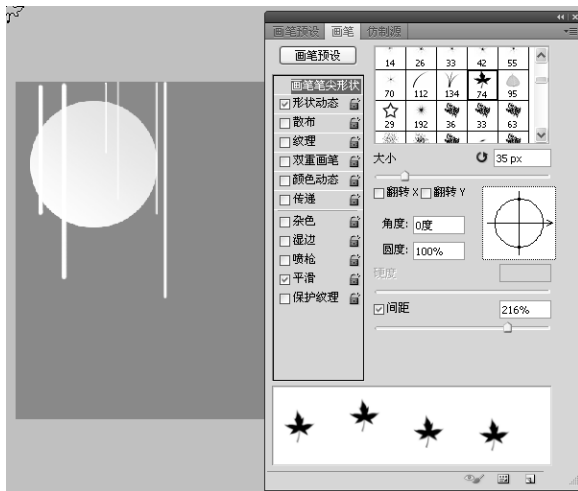 画笔预设 画笔 仿制源
画笔预设
14 26 33 42 55
画笔笔尖形状
70 112 134 74 95
形状动态
散布
29 192 36 33 63
纹理
双重画笔
大小 35 px
颜色动态
翻转 X 翻转 Y
传递
杂色
角度: 0度
湿边
圆度: 100%
喷枪
硬度
平滑
保护纹理
间距 216%